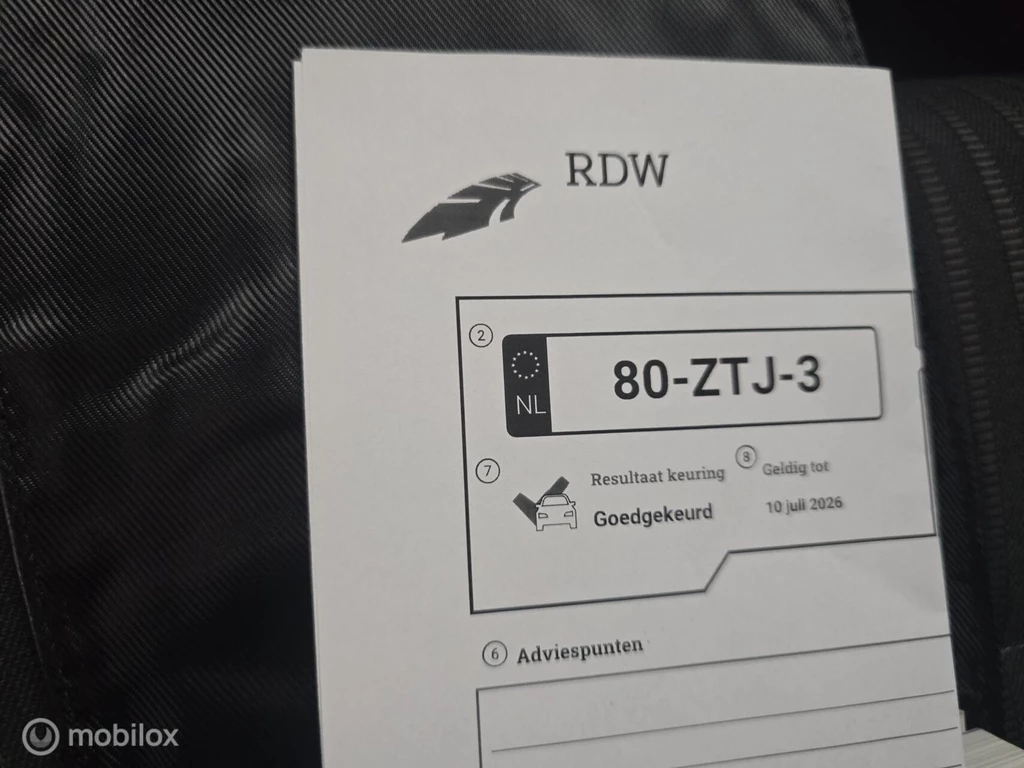 RDW
2
NL
80-ZTJ-3
7
Resultaat keuring
Goedgekeurd
8
Geldig tot
10 juli 2026
6 Adviespunten
mobilox